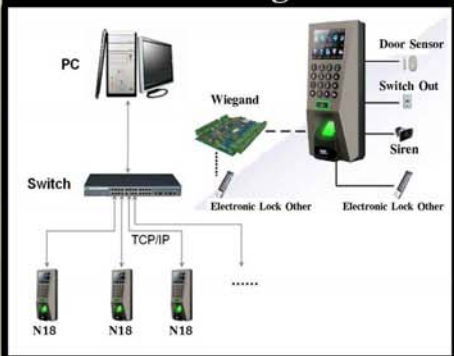 PC
Door Sensor
Switch Out
Wiegand
Siren
Switch
Electronic Lock Other
Electronic Lock Other
TCP/IP
......
N18
N18
N18